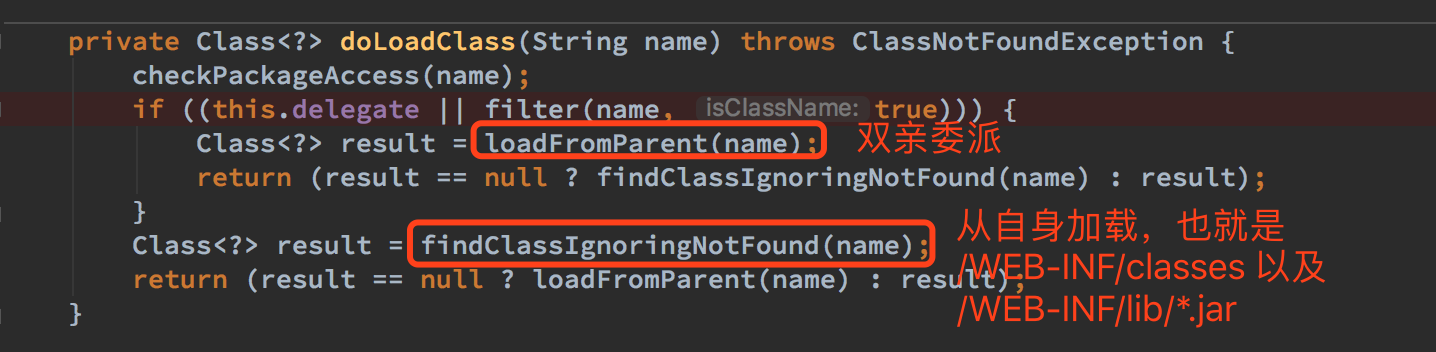 private Class<?> doLoadClass(String name) throws ClassNotFoundException {
checkPackageAccess(name);
if ((this.delegate || filter(name, isClassName: true))) {
Class<?> result = loadFromParent(name); 双亲委派
return (result == null ? findClassIgnoringNotFound(name) : result);
}
Class<?> result = findClassIgnoringNotFound(name);
return (result == null ? loadFromParent(name) : result);
}
从自身加载，也就是
/WEB-INF/classes 以及
/WEB-INF/lib/*.jar